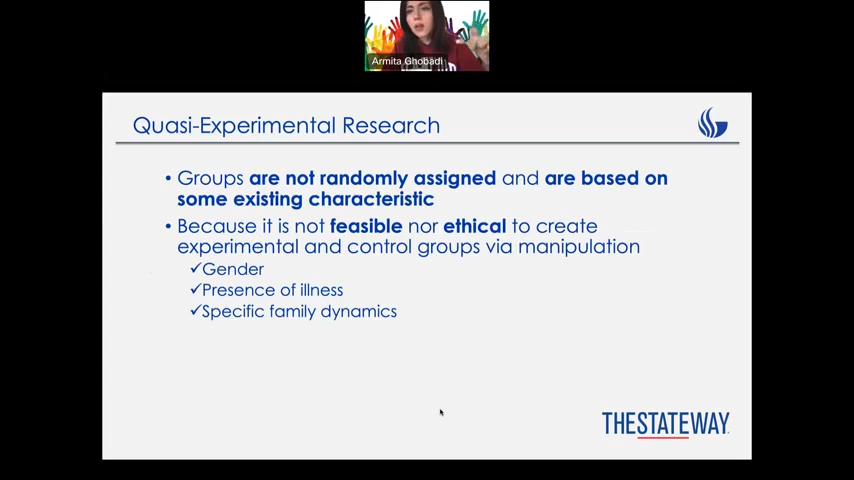 Armita Ghobadi
Quasi-Experimental Research
• Groups are not randomly assigned and are based on
some existing characteristic
• Because it is not feasible nor ethical to create
experimental and control groups via manipulation
✓Gender
✓Presence of illness
✓Specific family dynamics
THESTATEWAY.